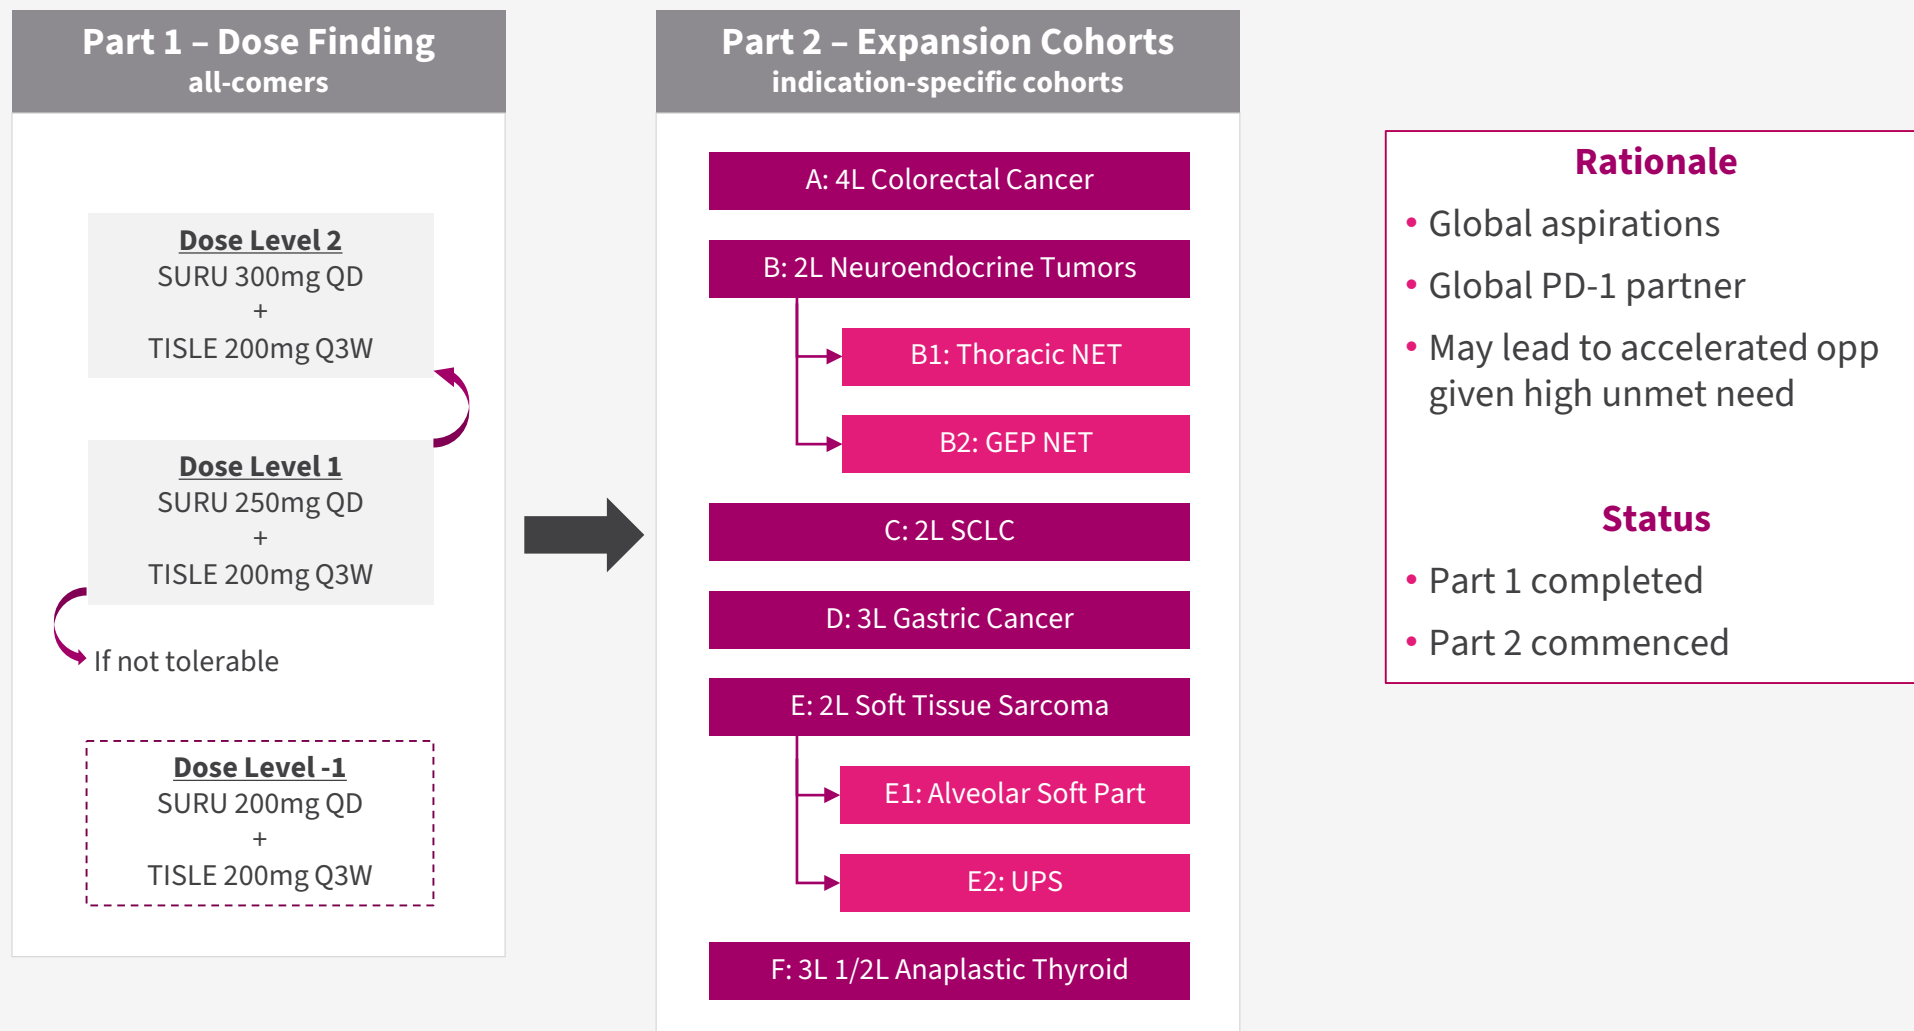 Part 1 – Dose Finding
all-comers
Dose Level 2
SURU 300mg QD
+
TISLE 200mg Q3W
Dose Level 1
SURU 250mg QD
+
TISLE 200mg Q3W
If not tolerable
Dose Level -1
SURU 200mg QD
+
TISLE 200mg Q3W
Part 2 – Expansion Cohorts
indication-specific cohorts
A: 4L Colorectal Cancer
B: 2L Neuroendocrine Tumors
B1: Thoracic NET
B2: GEP NET
C: 2L SCLC
D: 3L Gastric Cancer
E: 2L Soft Tissue Sarcoma
E1: Alveolar Soft Part
E2: UPS
F: 3L 1/2L Anaplastic Thyroid
Rationale
• Global aspirations
• Global PD-1 partner
• May lead to accelerated opp
given high unmet need
Status
• Part 1 completed
• Part 2 commenced